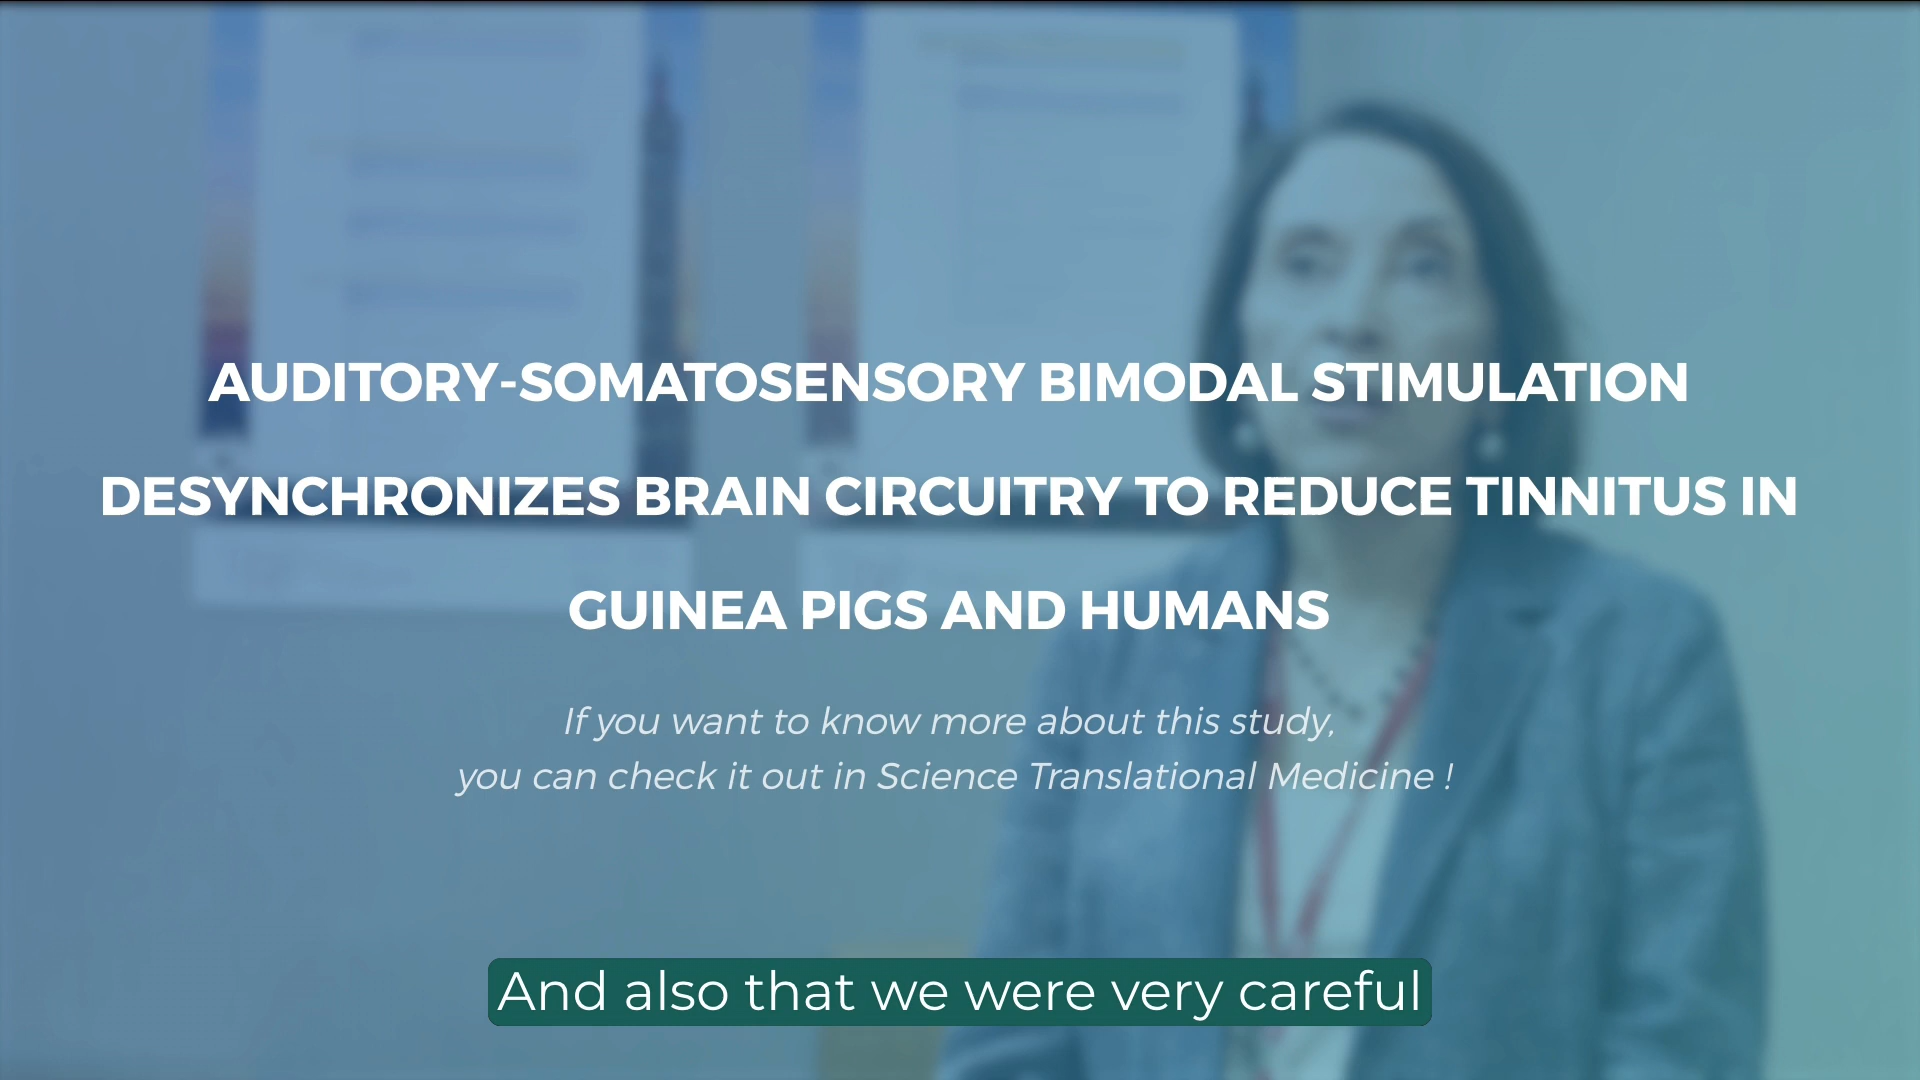 AUDITORY-SOMATOSENSORY BIMODAL STIMULATION
DESYNCHRONIZES BRAIN CIRCUITRY TO REDUCE TINNITUS IN
GUINEA PIGS AND HUMANS
If you want to know more about this study,
you can check it out in Science Translational Medicine !
And also that we were very careful